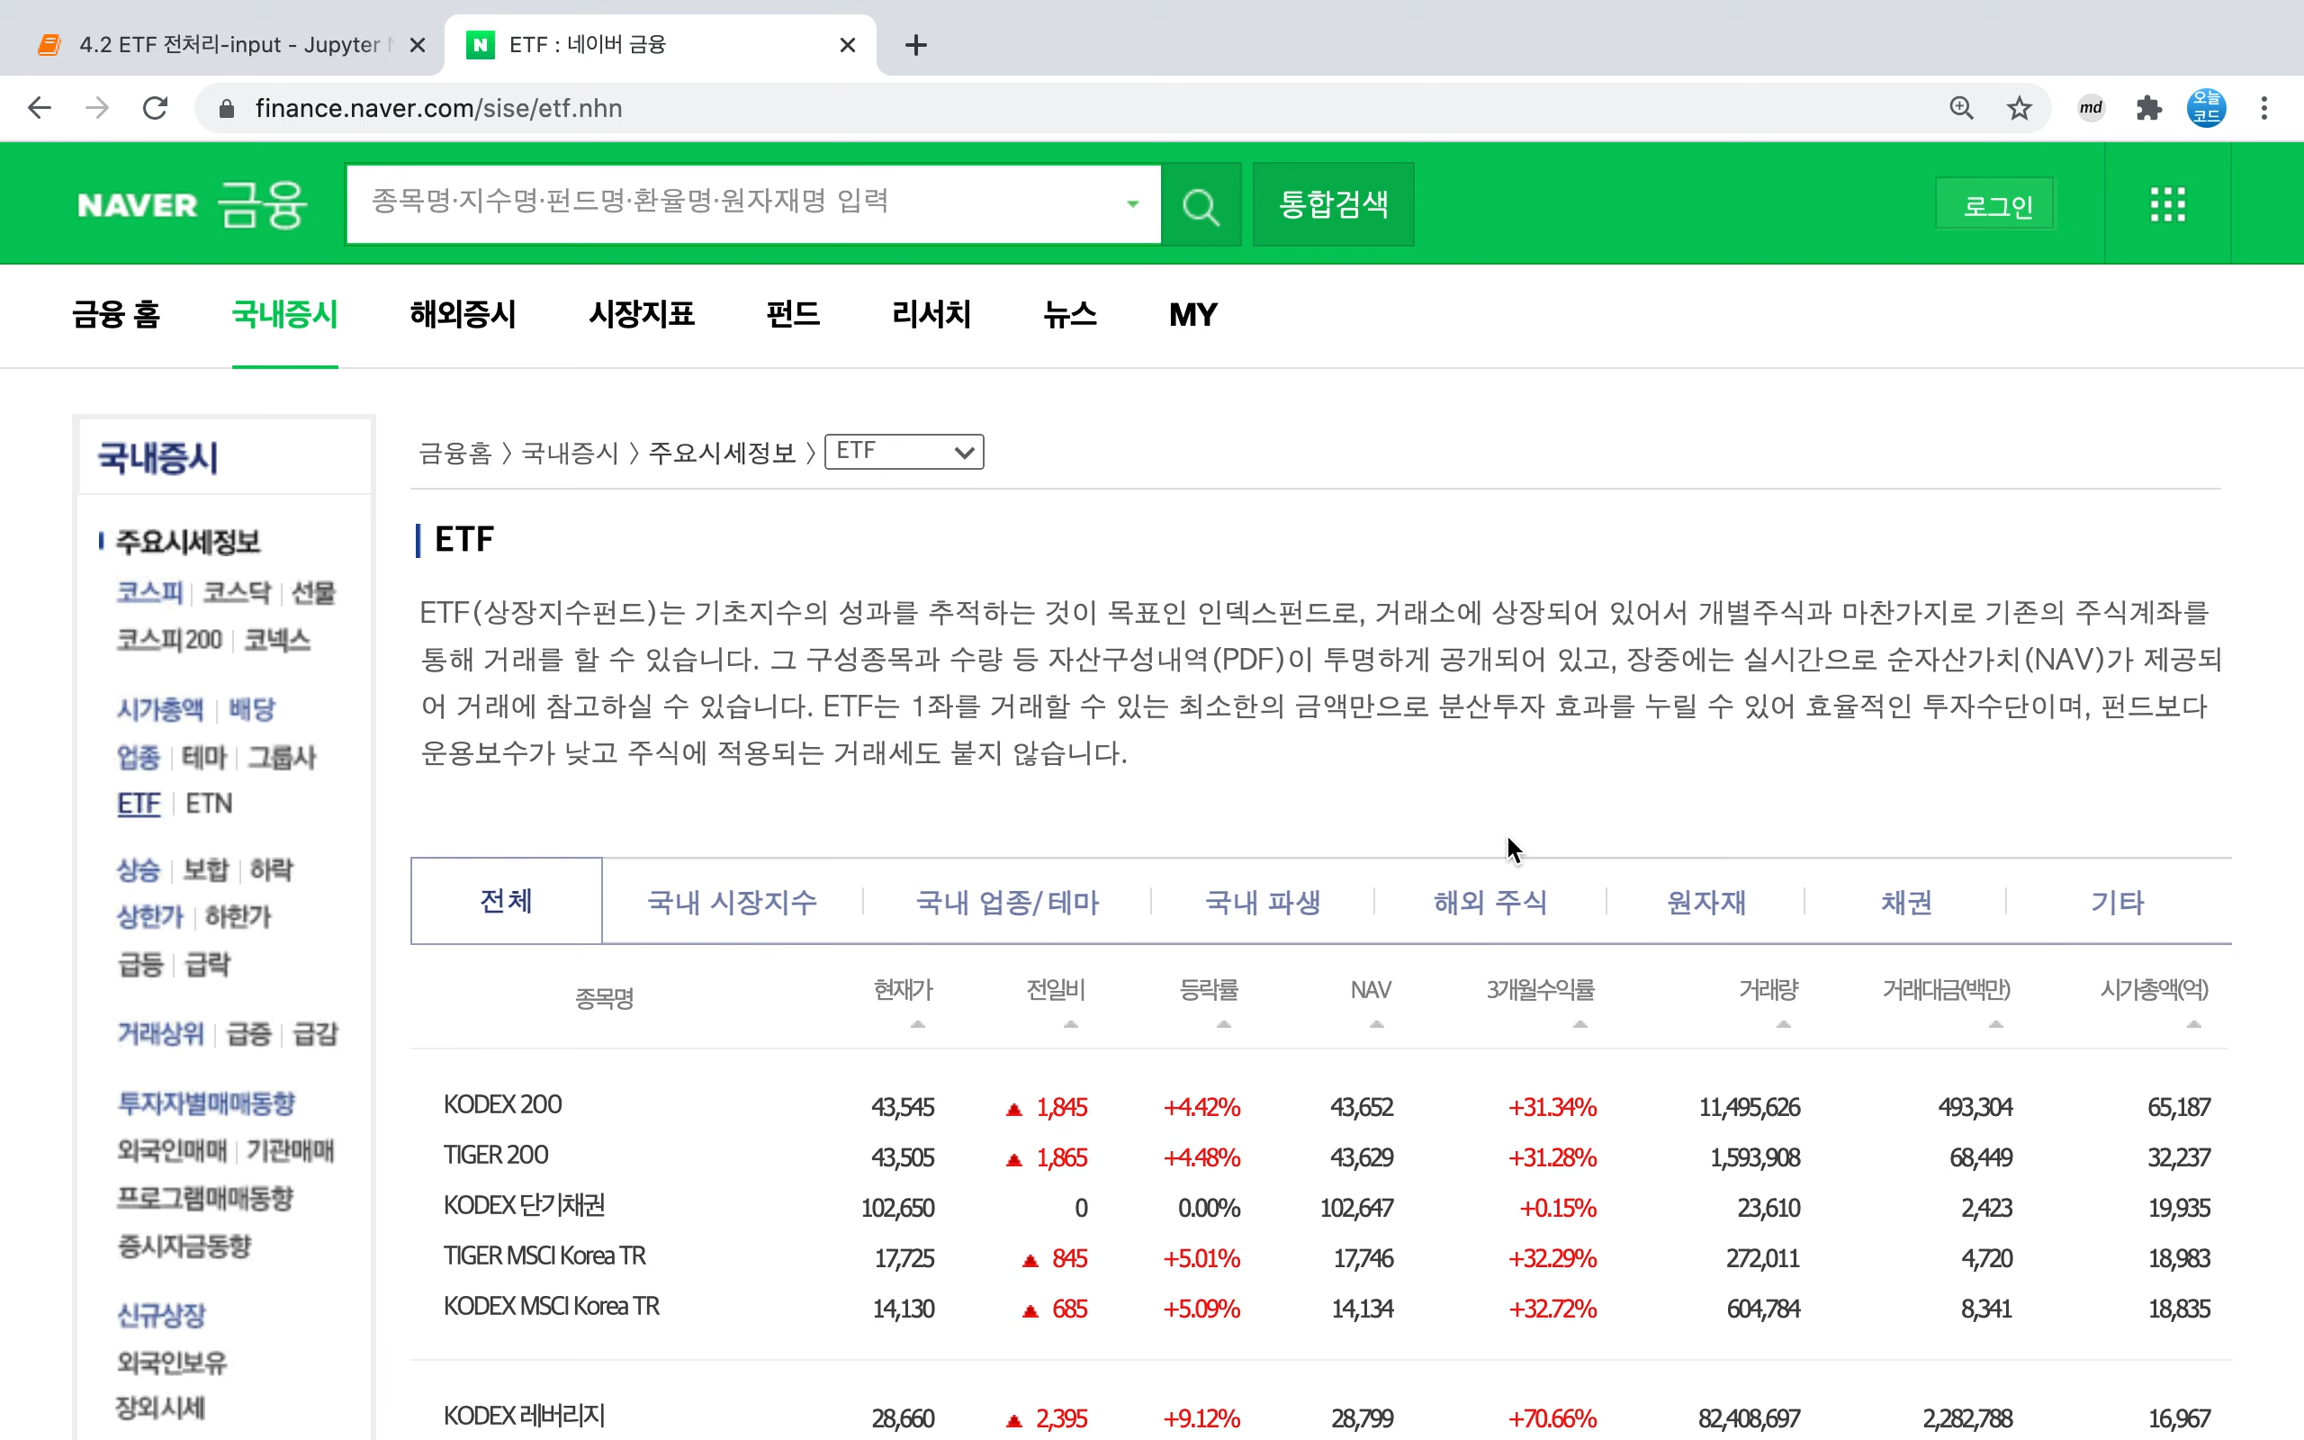 4.2 ETF 전처리-input - Jupyter
ETF : 네이버 금융
finance.naver.com/sise/etf.nhn
md
오늘
코드
NAVER 금융
종목명·지수명·펀드명·환율명·원자재명 입력
통합검색
로그인
금융 홈 국내증시 해외증시 시장지표 펀드 리서치 뉴스 MY
국내증시
주요시세정보
코스피 코스닥 선물
코스피200 코넥스
시가총액 배당
업종 테마 그룹사
ETF ETN
상승 보합 하락
상한가 하한가
급등 급락
거래상위 급증 급감
투자자별매매동향
외국인매매 기관매매
프로그램매매동향
증시자금동향
신규상장
외국인보유
장외시세
금융홈 〉 국내증시 〉 주요시세정보 〉 ETF
ETF
ETF(상장지수펀드)는 기초지수의 성과를 추적하는 것이 목표인 인덱스펀드로, 거래소에 상장되어 있어서 개별주식과 마찬가지로 기존의 주식계좌를
통해 거래를 할 수 있습니다. 그 구성종목과 수량 등 자산구성내역(PDF)이 투명하게 공개되어 있고, 장중에는 실시간으로 순자산가치(NAV)가 제공되
어 거래에 참고하실 수 있습니다. ETF는 1좌를 거래할 수 있는 최소한의 금액만으로 분산투자 효과를 누릴 수 있어 효율적인 투자수단이며, 펀드보다
운용보수가 낮고 주식에 적용되는 거래세도 붙지 않습니다.
전체 국내 시장지수 국내 업종/테마 국내 파생 해외 주식 원자재 채권 기타
종목명 현재가 전일비 등락률 NAV 3개월수익률 거래량 거래대금(백만) 시가총액(억)
KODEX 200 43,545 ▲ 1,845 +4.42% 43,652 +31.34% 11,495,626 493,304 65,187
TIGER 200 43,505 ▲ 1,865 +4.48% 43,629 +31.28% 1,593,908 68,449 32,237
KODEX 단기채권 102,650 0 0.00% 102,647 +0.15% 23,610 2,423 19,935
TIGER MSCI Korea TR 17,725 ▲ 845 +5.01% 17,746 +32.29% 272,011 4,720 18,983
KODEX MSCI Korea TR 14,130 ▲ 685 +5.09% 14,134 +32.72% 604,784 8,341 18,835
KODEX 레버리지 28,660 ▲ 2,395 +9.12% 28,799 +70.66% 82,408,697 2,282,788 16,967